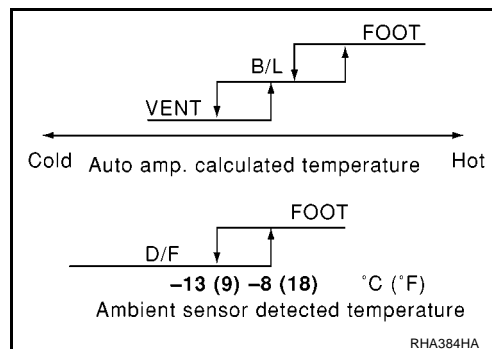 FOOT
B/L
VENT
Cold Auto amp. calculated temperature Hot
FOOT
D/F
–13 (9) –8 (18) °C (°F)
Ambient sensor detected temperature
RHA384HA